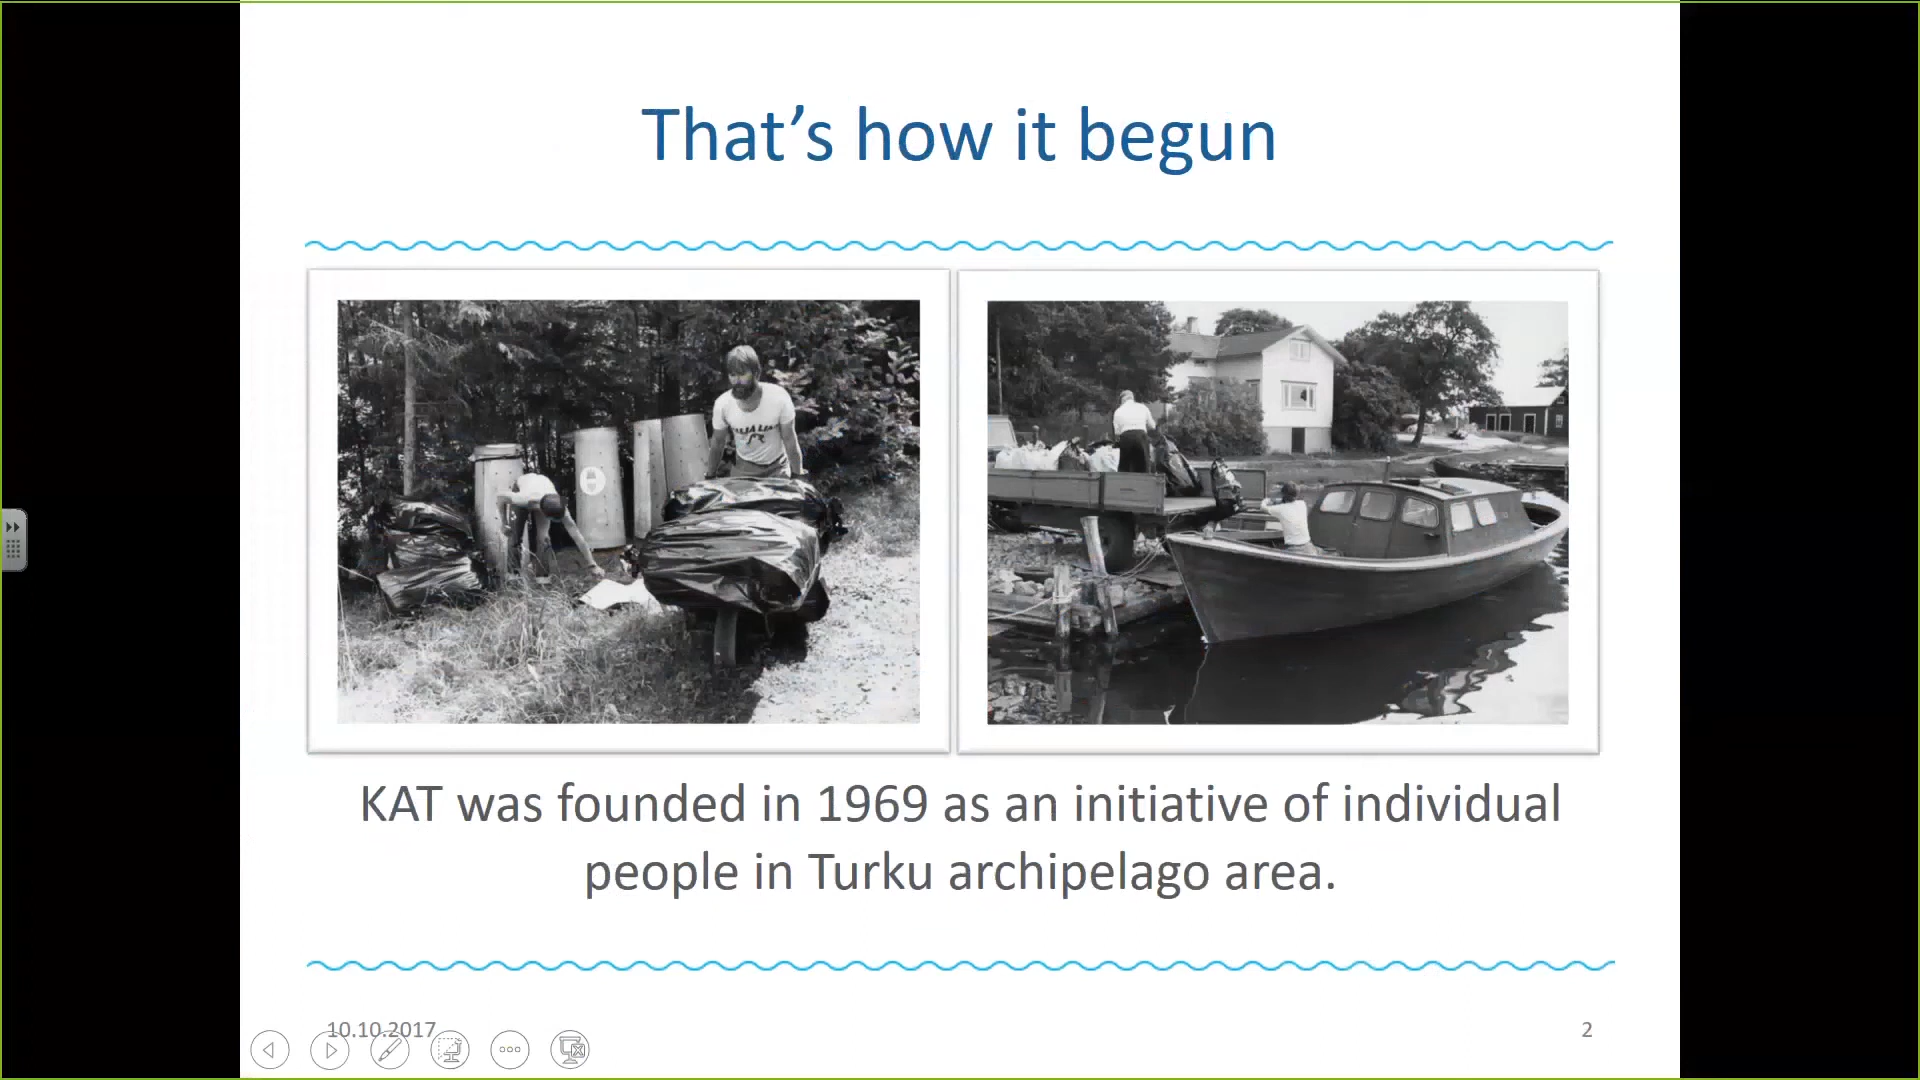 That’s how it begun
KAT was founded in 1969 as an initiative of individual
people in Turku archipelago area.
10.10.2017
2